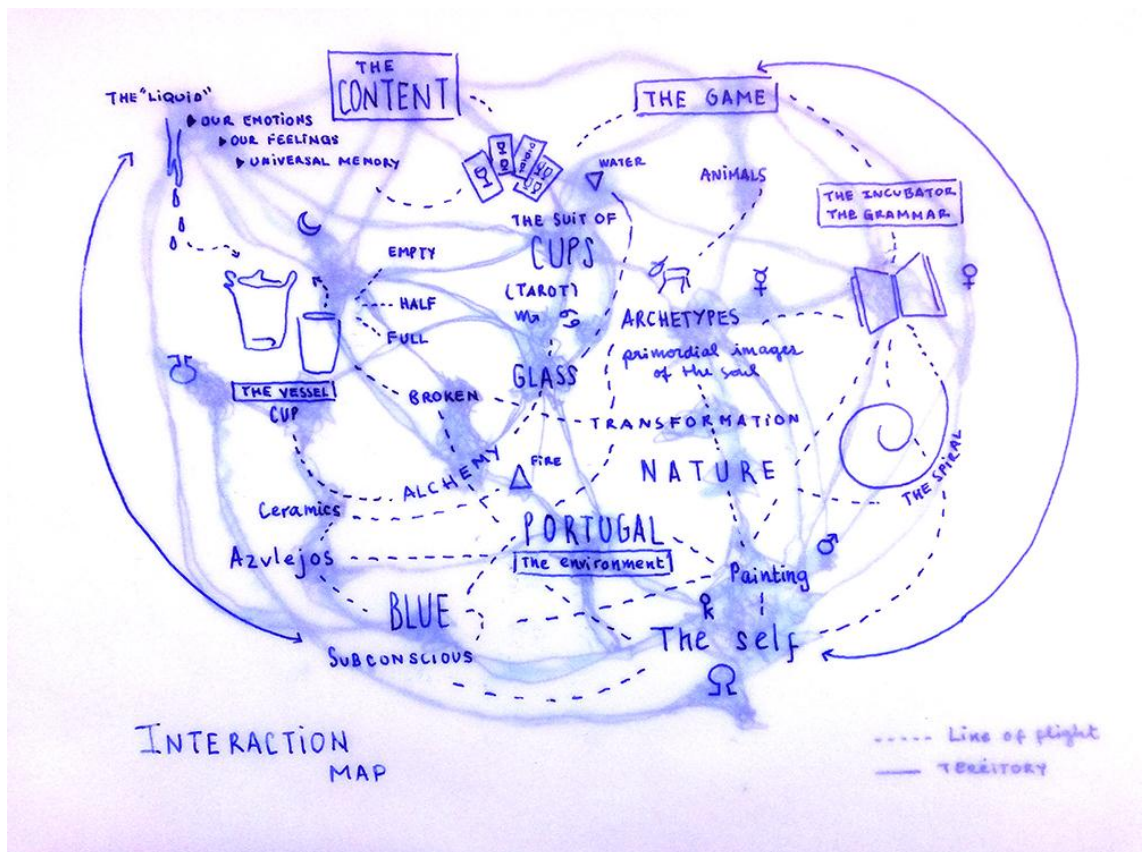 THE
CONTENT
THE "LIQUID"
OUR EMOTIONS
OUR FEELINGS
UNIVERSAL MEMORY
THE GAME
WATER
ANIMALS
THE INCUBATOR
THE GRAMMAR
THE SUIT OF
CUPS
(TAROT)
EMPTY
HALF
FULL
ARCHETYPES
primordial images
of the soul
GLASS
THE VESSEL
CUP
BROKEN
TRANSFORMATION
ALCHEMY
FIRE
NATURE
THE SPIRAL
Ceramics
PORTUGAL
The environment
Azulejos
Painting
BLUE
The self
SUBCONSCIOUS
INTERACTION
MAP
Line of flight
TERRITORY